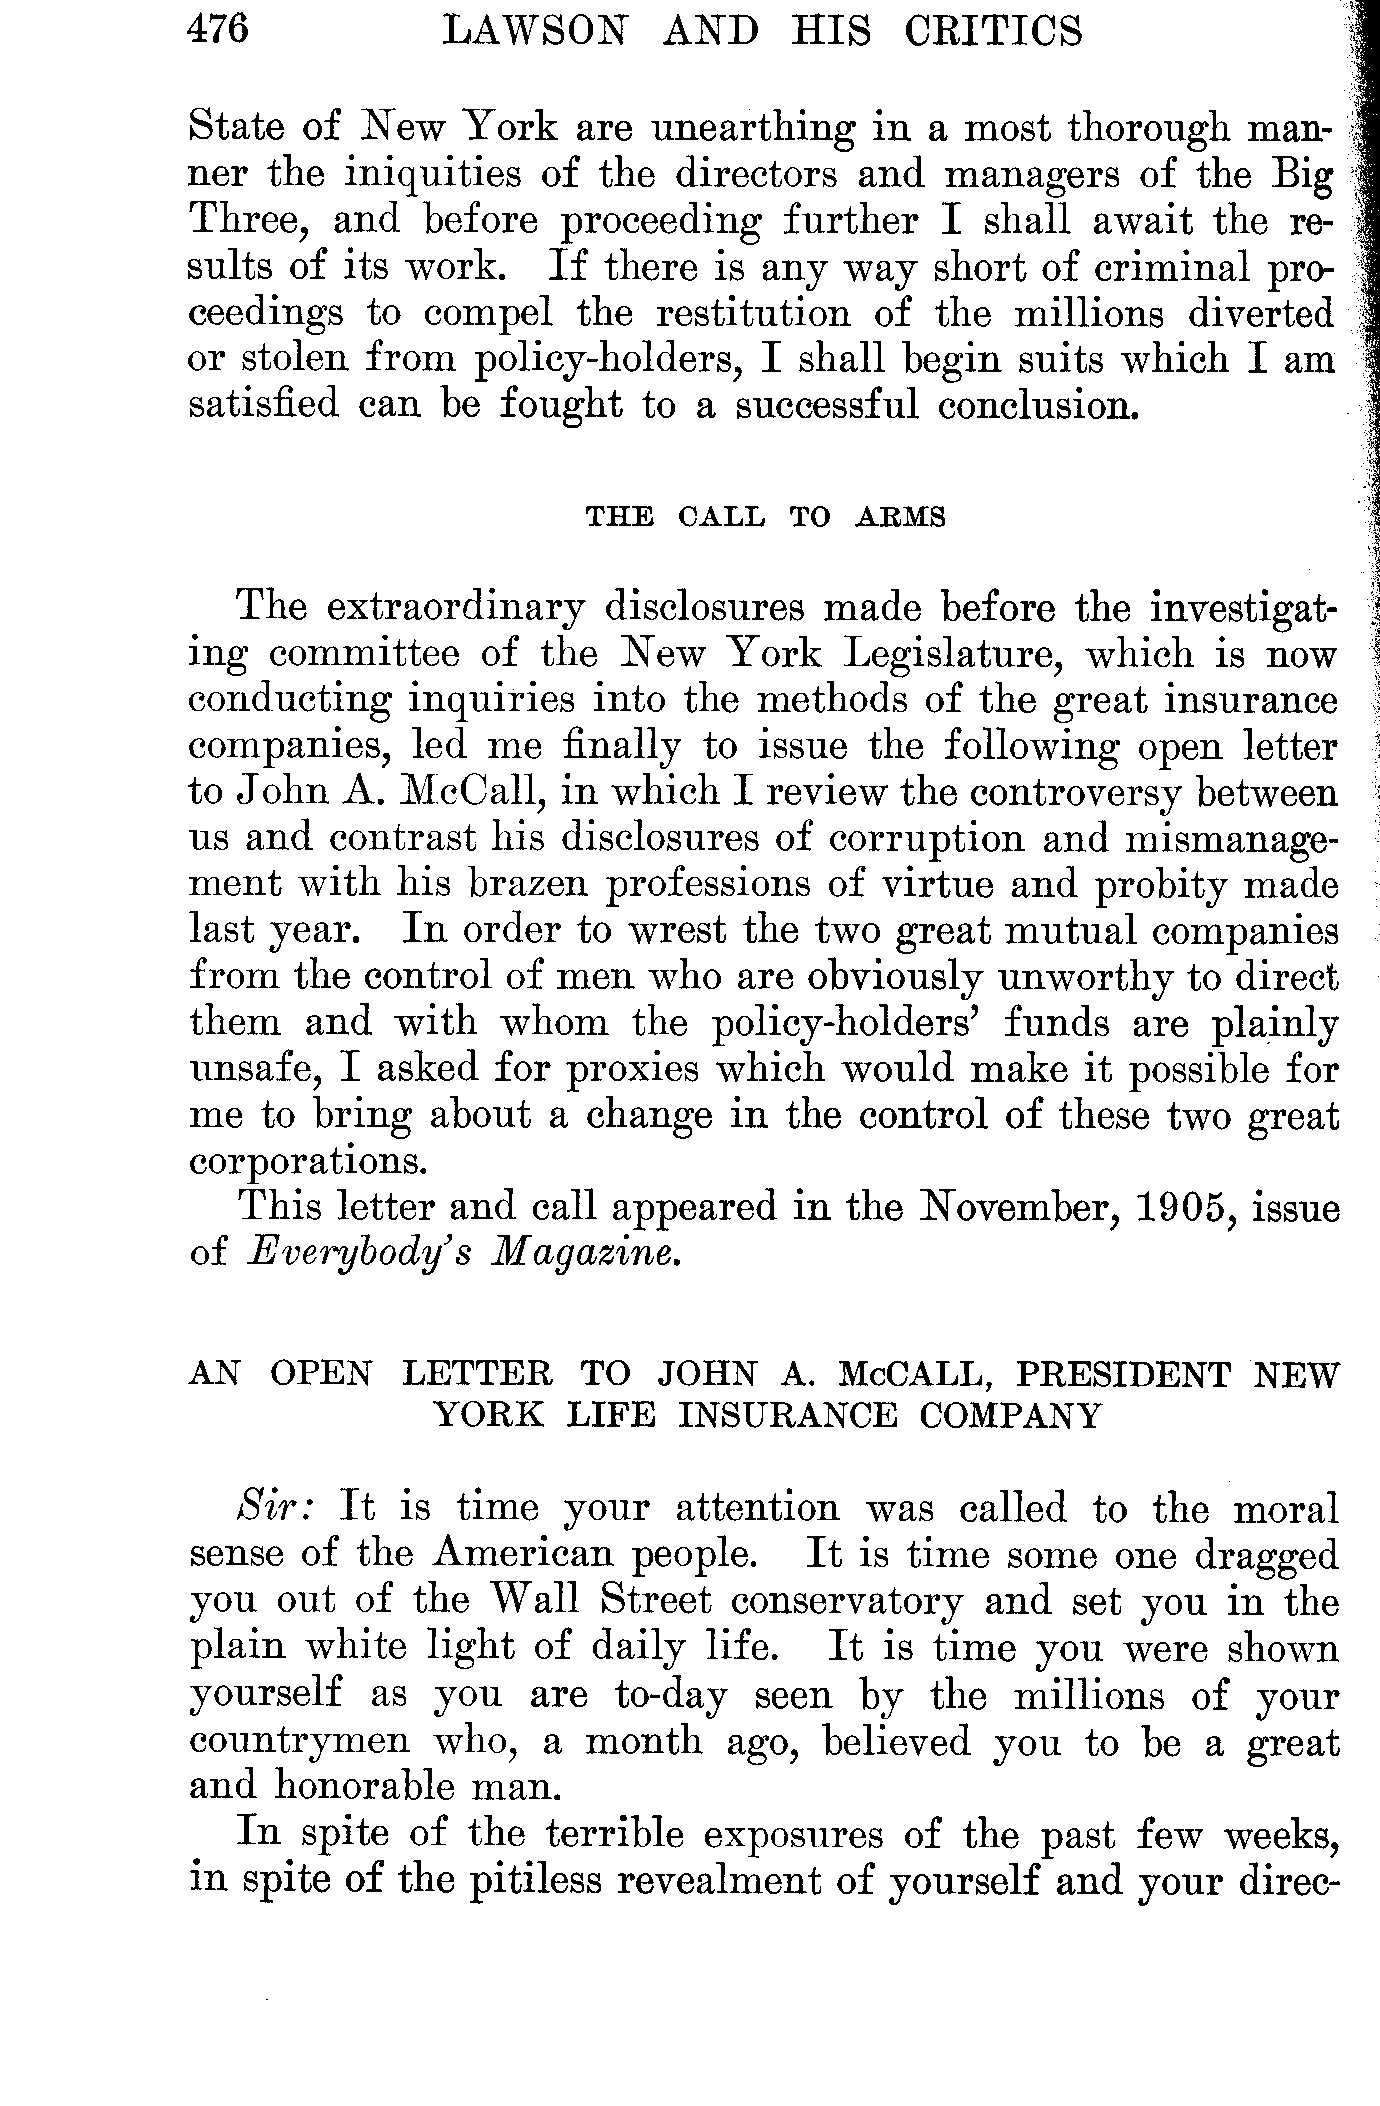 476 LAWSON AND HIS CRITICS
State of New York are unearthing in a most thorough man-
ner the iniquities of the directors and managers of the Big
Three, and before proceeding further I shall await the re-
sults of its work. If there is any way short of criminal pro-
ceedings to compel the restitution of the millions diverted
or stolen from policy-holders, I shall begin suits which I am
satisfied can be fought to a successful conclusion.
THE CALL TO ARMS
The extraordinary disclosures made before the investigat-
ing committee of the New York Legislature, which is now
conducting inquiries into the methods of the great insurance
companies, led me finally to issue the following open letter
to John A. McCall, in which I review the controversy between
us and contrast his disclosures of corruption and mismanage-
ment with his brazen professions of virtue and probity made
last year. In order to wrest the two great mutual companies
from the control of men who are obviously unworthy to direct
them and with whom the policy-holders' funds are plainly
unsafe, I asked for proxies which would make it possible for
me to bring about a change in the control of these two great
corporations.
This letter and call appeared in the November, 1905, issue
of Everybody's Magazine.
AN OPEN LETTER TO JOHN A. McCALL, PRESIDENT NEW
YORK LIFE INSURANCE COMPANY
Sir: It is time your attention was called to the moral
sense of the American people. It is time some one dragged
you out of the Wall Street conservatory and set you in the
plain white light of daily life. It is time you were shown
yourself as you are to-day seen by the millions of your
countrymen who, a month ago, believed you to be a great
and honorable man.
In spite of the terrible exposures of the past few weeks,
in spite of the pitiless revealment of yourself and your direc-